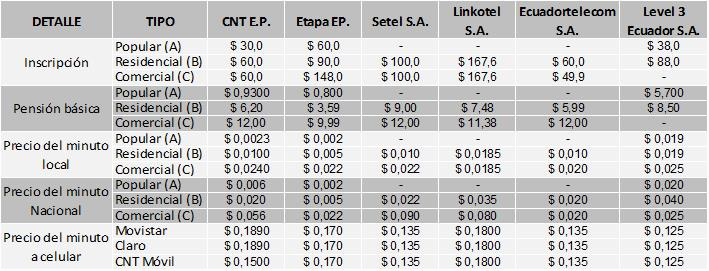 DETALLE TIPO CNT E.P. Etapa EP. Setel S.A. Linkotel S.A. Ecuadortelecom S.A. Level 3 Ecuador S.A.
Inscripción Popular (A) $ 30,0 $ 60,0 - - - $ 38,0
Residencial (B) $ 60,0 $ 90,0 $ 100,0 $ 167,6 $ 60,0 $ 88,0
Comercial (C) $ 60,0 $ 148,0 $ 100,0 $ 167,6 $ 49,9 -
Pensión básica Popular (A) $ 0,9300 $ 0,800 - - - $ 5,700
Residencial (B) $ 6,20 $ 3,59 $ 9,00 $ 7,48 $ 5,99 $ 8,50
Comercial (C) $ 12,00 $ 9,99 $ 12,00 $ 11,38 $ 12,00 -
Precio del minuto local Popular (A) $ 0,0023 $ 0,002 - - - $ 0,019
Residencial (B) $ 0,0100 $ 0,005 $ 0,010 $ 0,0185 $ 0,010 $ 0,019
Comercial (C) $ 0,0240 $ 0,022 $ 0,022 $ 0,0185 $ 0,020 $ 0,025
Precio del minuto Nacional Popular (A) $ 0,006 $ 0,002 - - - $ 0,020
Residencial (B) $ 0,020 $ 0,005 $ 0,022 $ 0,035 $ 0,020 $ 0,040
Comercial (C) $ 0,056 $ 0,022 $ 0,090 $ 0,080 $ 0,020 $ 0,025
Precio del minuto a celular Movistar $ 0,1890 $ 0,170 $ 0,135 $ 0,1800 $ 0,135 $ 0,125
Claro $ 0,1890 $ 0,170 $ 0,135 $ 0,1800 $ 0,135 $ 0,125
CNT Móvil $ 0,1500 $ 0,170 $ 0,135 $ 0,1800 $ 0,135 $ 0,125